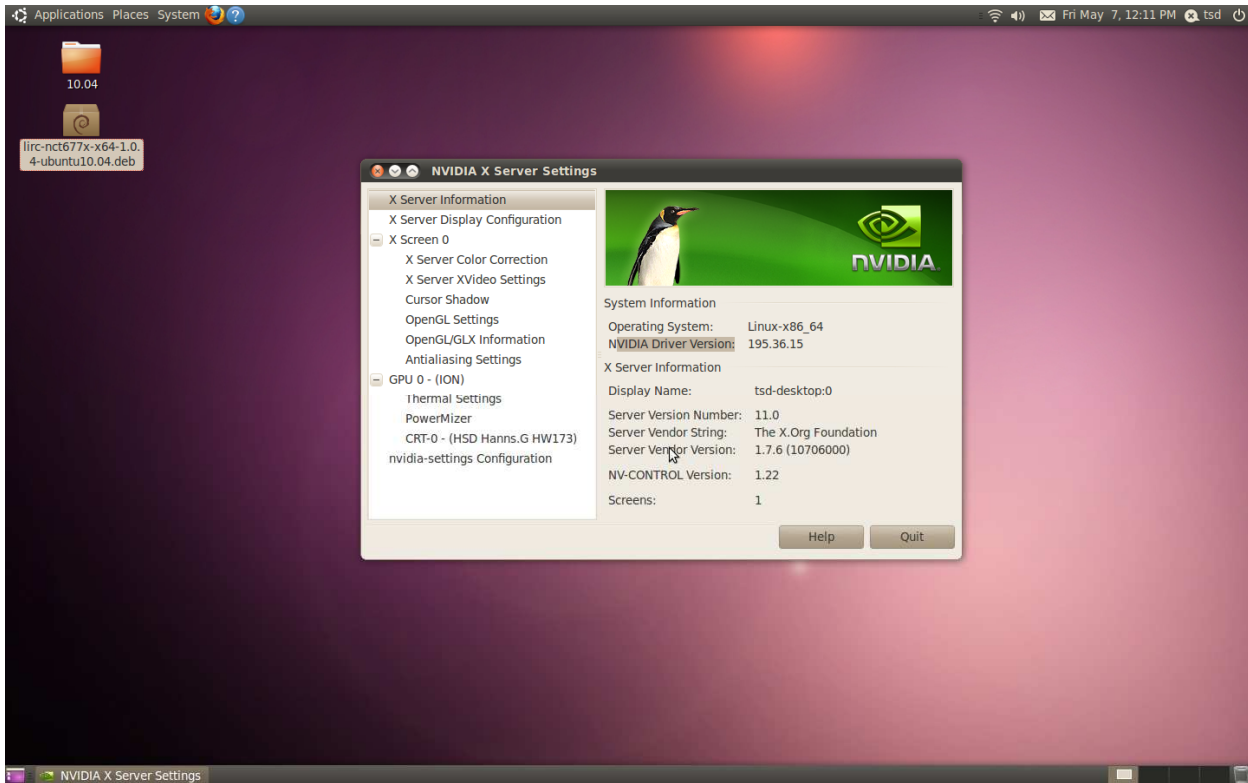 Applications Places System
Fri May 7, 12:11 PM tsd
10.04
lirc-nct677x-x64-1.0.
4-ubuntu10.04.deb
NVIDIA X Server Settings
X Server Information
X Server Display Configuration
X Screen 0
X Server Color Correction
X Server XVideo Settings
Cursor Shadow
OpenGL Settings
OpenGL/GLX Information
Antialiasing Settings
GPU 0 - (ION)
Thermal Settings
PowerMizer
CRT-0 - (HSD Hanns.G HW173)
nvidia-settings Configuration
NVIDIA
System Information
Operating System: Linux-x86_64
NVIDIA Driver Version: 195.36.15
X Server Information
Display Name: tsd-desktop:0
Server Version Number: 11.0
Server Vendor String: The X.Org Foundation
Server Vendor Version: 1.7.6 (10706000)
NV-CONTROL Version: 1.22
Screens: 1
Help Quit
NVIDIA X Server Settings